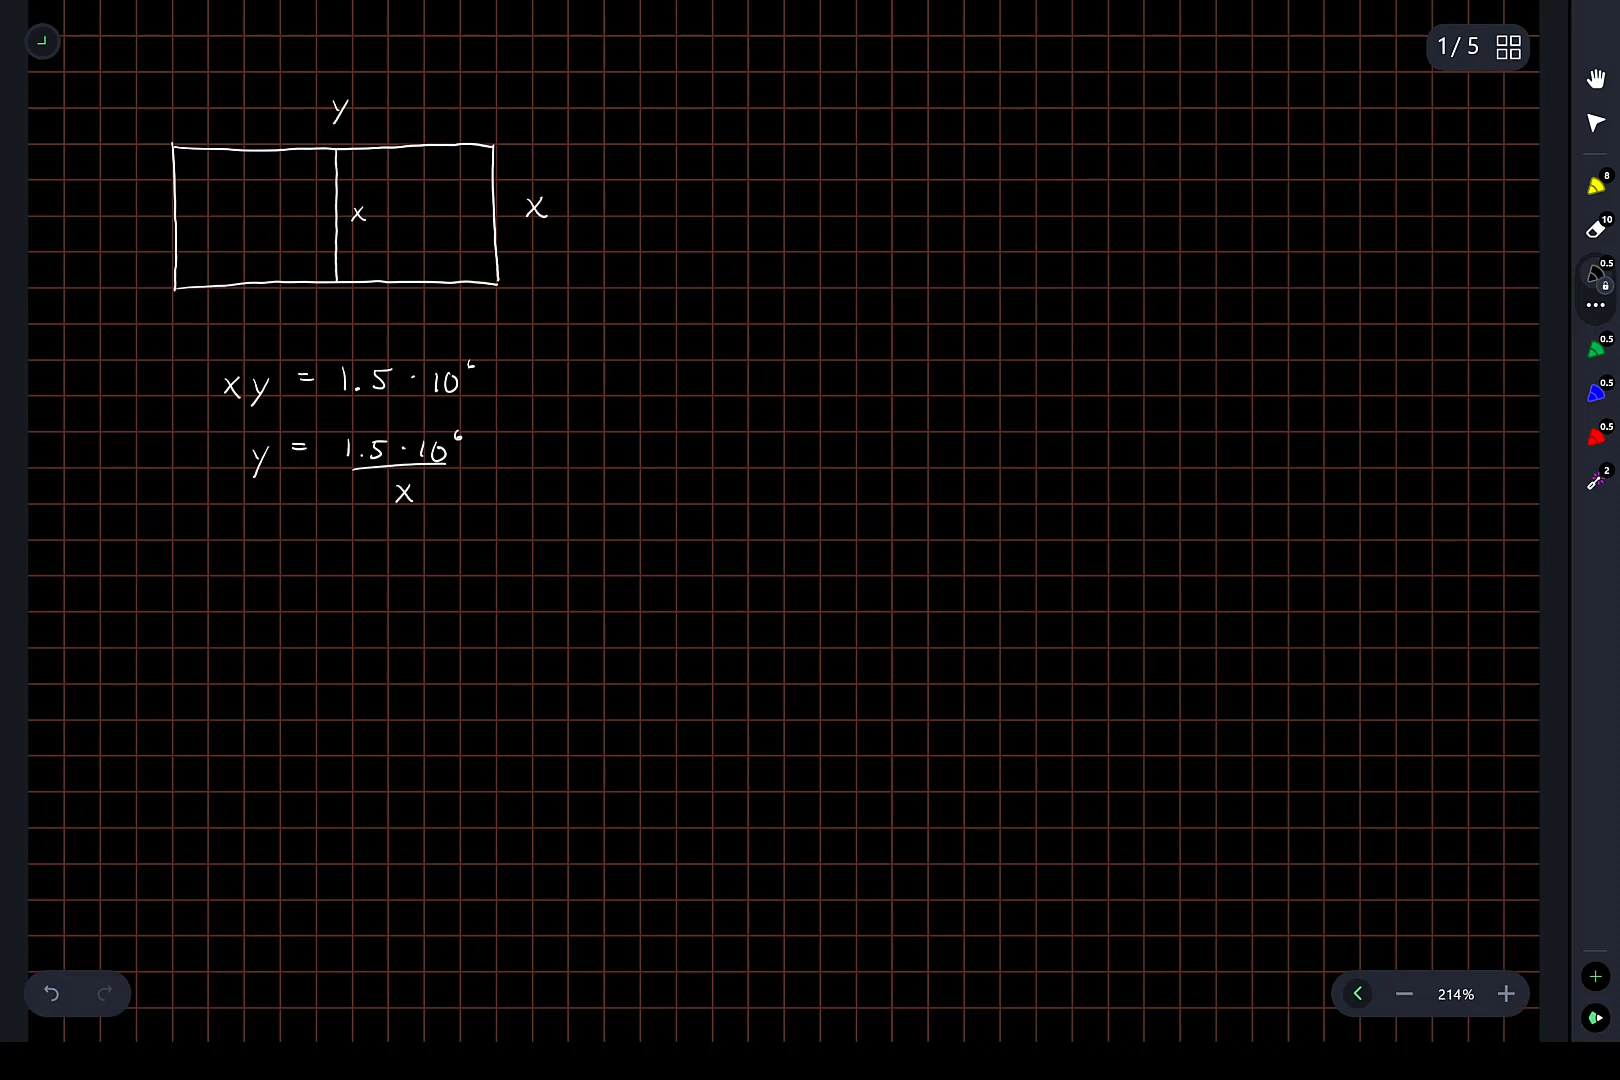 1 / 5
y
x
x
xy = 1.5 · 10⁶
y = 1.5 · 10⁶
x
8
10
0.5
0.5
0.5
0.5
2
214%